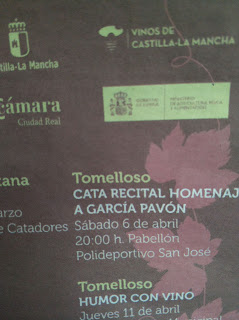 VINOS DE
CASTILLA-LA MANCHA
tilla-La Mancha
Cámara
Ciudad Real
Tomelloso
CATA RECITAL HOMENAJ
A GARCÍA PAVÓN
Sábado 6 de abril
20:00 h. Pabellón
Polideportivo San José
ana
arzo
e Catadores
Tomelloso
HUMOR CON VINO
Jueves 11 de abril